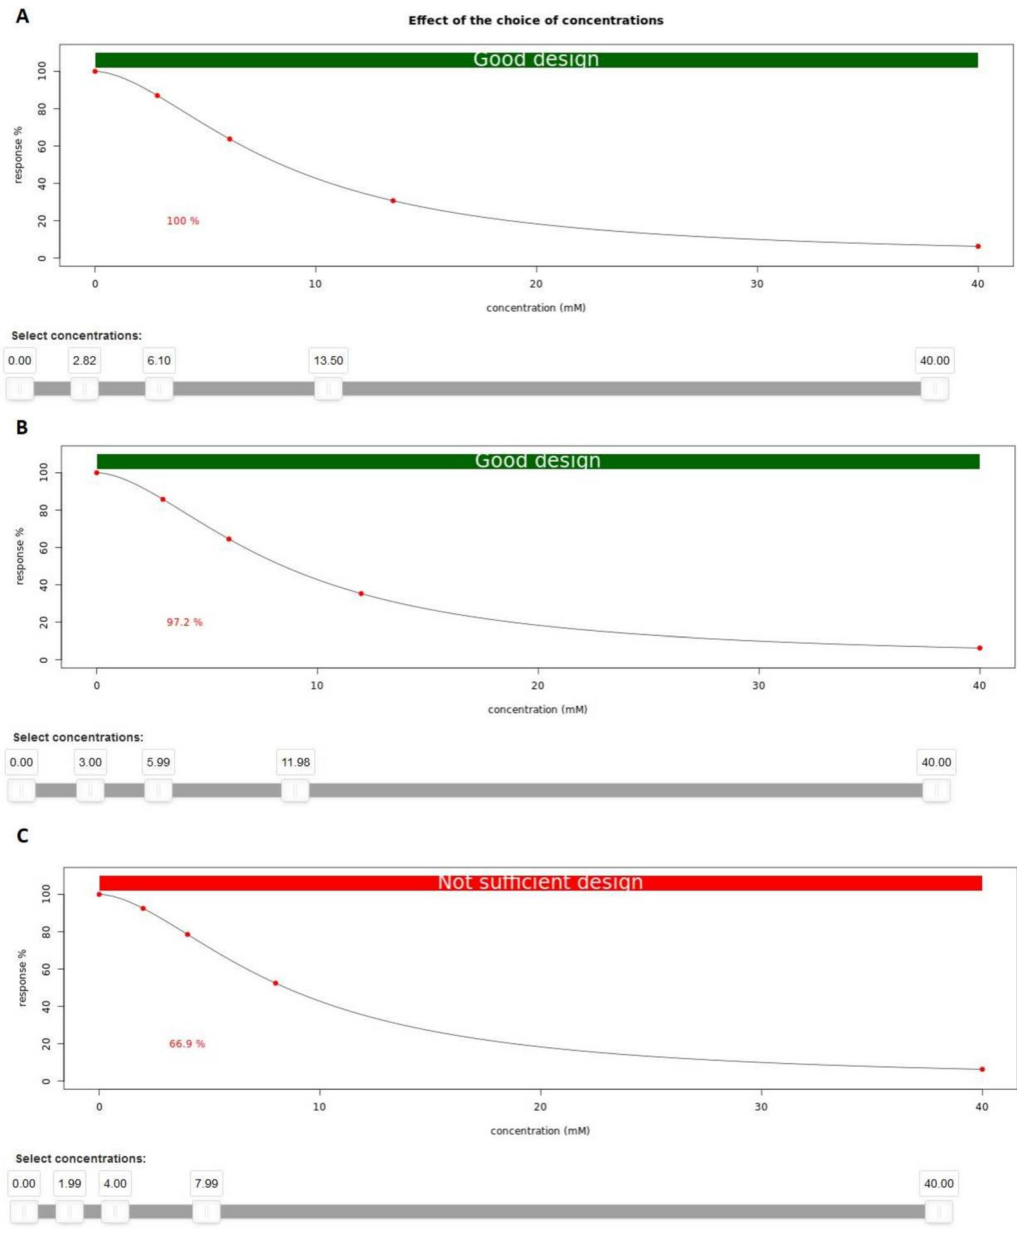 A
Effect of the choice of concentrations
Good design
100
80
60
40
20
0
response %
100 %
0 10 20 30 40
concentration (mM)
Select concentrations:
0.00 2.82 6.10 13.50 40.00
B
Good design
100
80
60
40
20
0
response %
97.2 %
0 10 20 30 40
concentration (mM)
Select concentrations:
0.00 3.00 5.99 11.98 40.00
C
Not sufficient design
100
80
60
40
20
0
response %
66.9 %
0 10 20 30 40
concentration (mM)
Select concentrations:
0.00 1.99 4.00 7.99 40.00